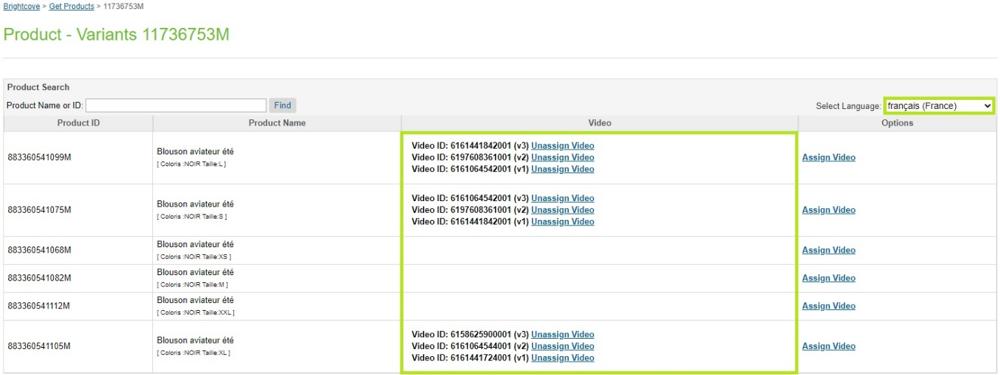 Brightcove > Get Products > 11736753M
Product - Variants 11736753M
Product Search
Product Name or ID: Find Select Language: français (France)
Product ID Product Name Video Options
883360541099M Blouson aviateur été [ Coloris :NOIR Taille:L ] Video ID: 6161441842001 (v3) Unassign Video
Video ID: 6197608361001 (v2) Unassign Video
Video ID: 6161064542001 (v1) Unassign Video
Assign Video
883360541075M Blouson aviateur été [ Coloris :NOIR Taille:S ] Video ID: 6161064542001 (v3) Unassign Video
Video ID: 6197608361001 (v2) Unassign Video
Video ID: 6161441842001 (v1) Unassign Video
Assign Video
883360541068M Blouson aviateur été [ Coloris :NOIR Taille:XS ] Assign Video
883360541082M Blouson aviateur été [ Coloris :NOIR Taille:M ] Assign Video
883360541112M Blouson aviateur été [ Coloris :NOIR Taille:XXL ] Assign Video
883360541105M Blouson aviateur été [ Coloris :NOIR Taille:XL ] Video ID: 6158625900001 (v3) Unassign Video
Video ID: 6161064544001 (v2) Unassign Video
Video ID: 6161441724001 (v1) Unassign Video
Assign Video